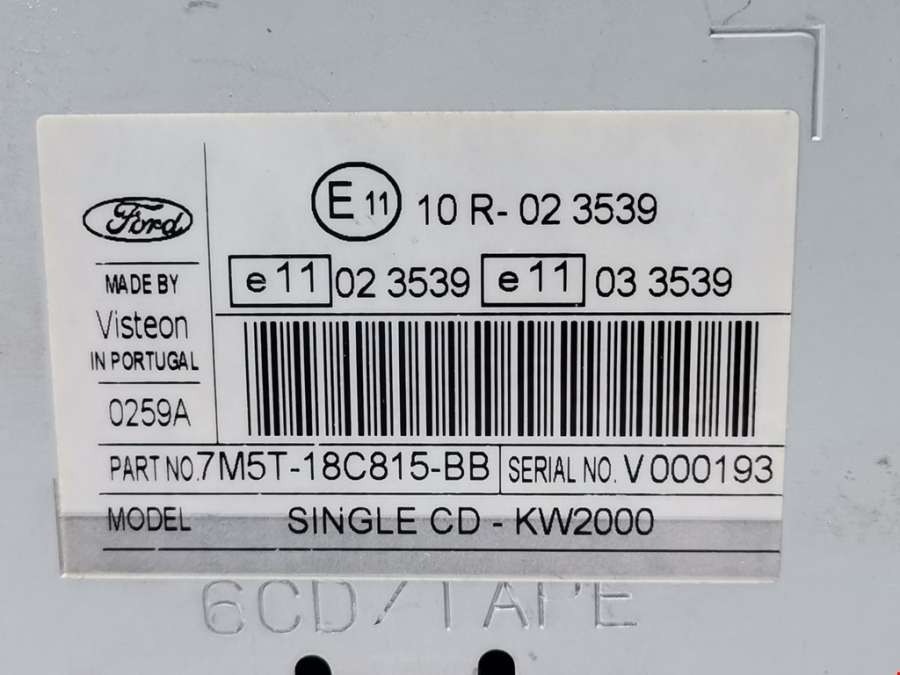 E 11 10 R- 02 3539
Ford
e 11 02 3539 e 11 03 3539
MADE BY
Visteon
IN PORTUGAL
0259A
PART NO.7M5T-18C815-BB SERIAL NO. V 000193
MODEL SINGLE CD - KW2000
6CD/TAPE